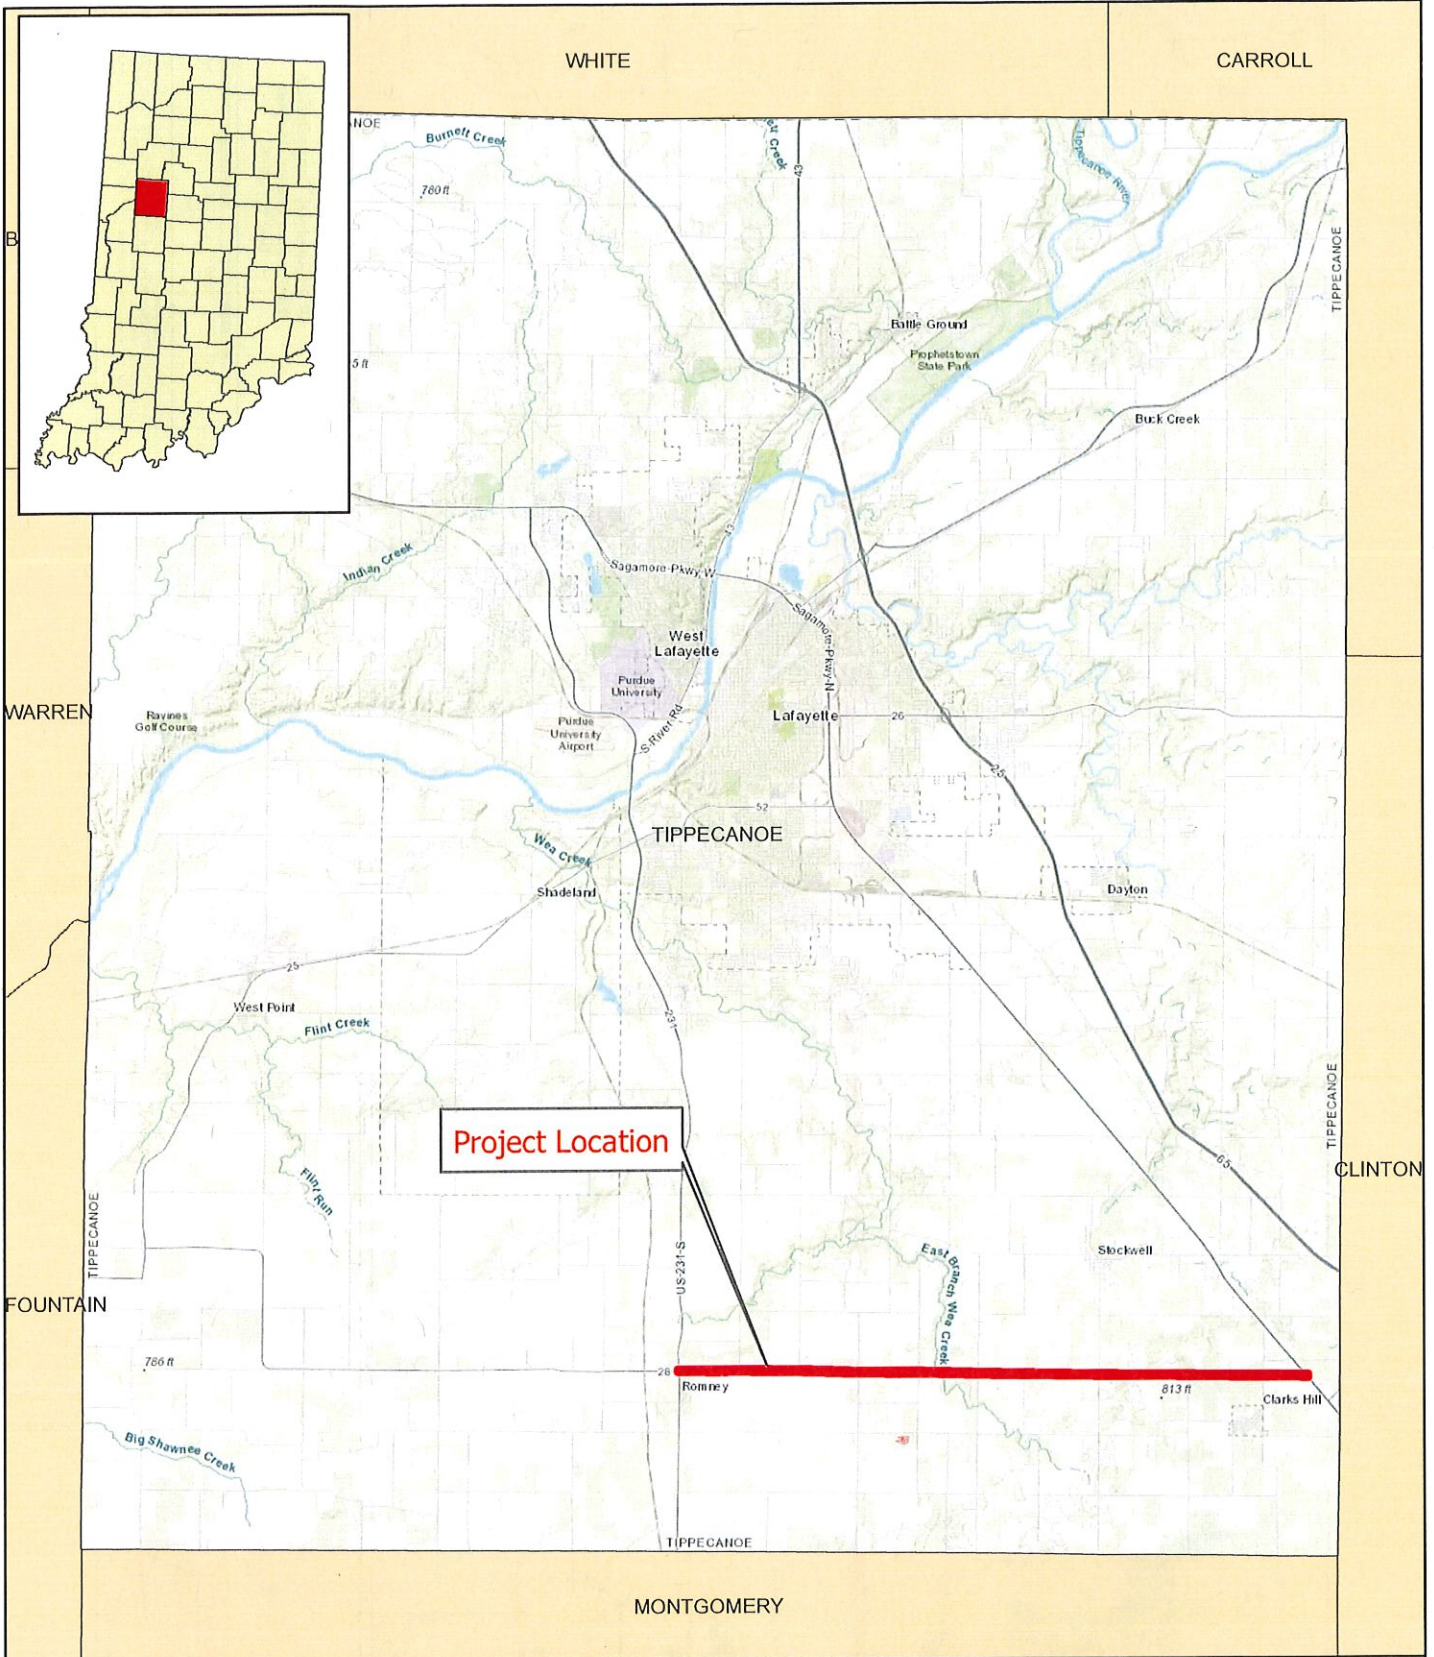 WHITE
CARROLL
NOE
Burnett Creek
ett Creek
43
Tippecanoe River
780 ft
B
TIPPECANOE
Battle Ground
Prophetstown
State Park
5 ft
Buck Creek
43
Indian Creek
Sagamore-Pkwy-W
Sagamore-Pkwy-N
West
Lafayette
Purdue
University
WARREN
Ravines
Golf Course
Purdue
University
Airport
S-River-Rd
Lafayette
26
25
52
TIPPECANOE
Wea Creek
Shadeland
Dayton
25
West Point
Flint Creek
231
TIPPECANOE
Project Location
65
CLINTON
Flint Run
TIPPECANOE
US-231-S
East Branch Wea Creek
Stockwell
FOUNTAIN
786 ft
28
Romney
813 ft
Clarks Hill
Big Shawnee Creek
TIPPECANOE
MONTGOMERY